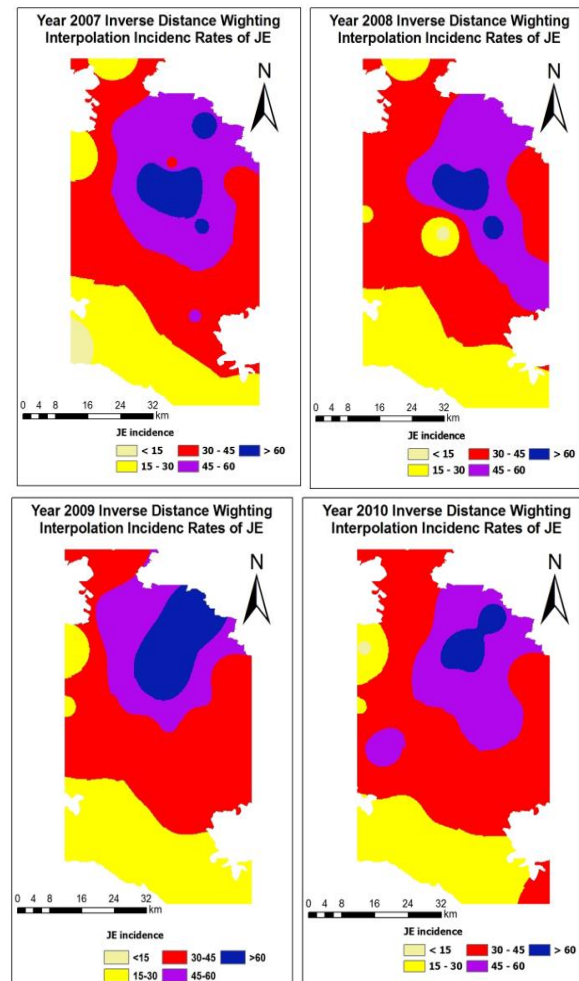 Year 2007 Inverse Distance Wighting
Interpolation Incidenc Rates of JE
N
0 4 8 16 24 32
km
JE incidence
< 15 30 - 45 > 60
15 - 30 45 - 60
Year 2008 Inverse Distance Wighting
Interpolation Incidenc Rates of JE
N
0 4 8 16 24 32
km
JE incidence
< 15 30 - 45 > 60
15 - 30 45 - 60
Year 2009 Inverse Distance Wighting
Interpolation Incidenc Rates of JE
N
0 4 8 16 24 32
km
JE incidence
<15 30-45 >60
15-30 45-60
Year 2010 Inverse Distance Wighting
Interpolation Incidenc Rates of JE
N
0 4 8 16 24 32
km
JE incidence
< 15 30 - 45 > 60
15 - 30 45 - 60